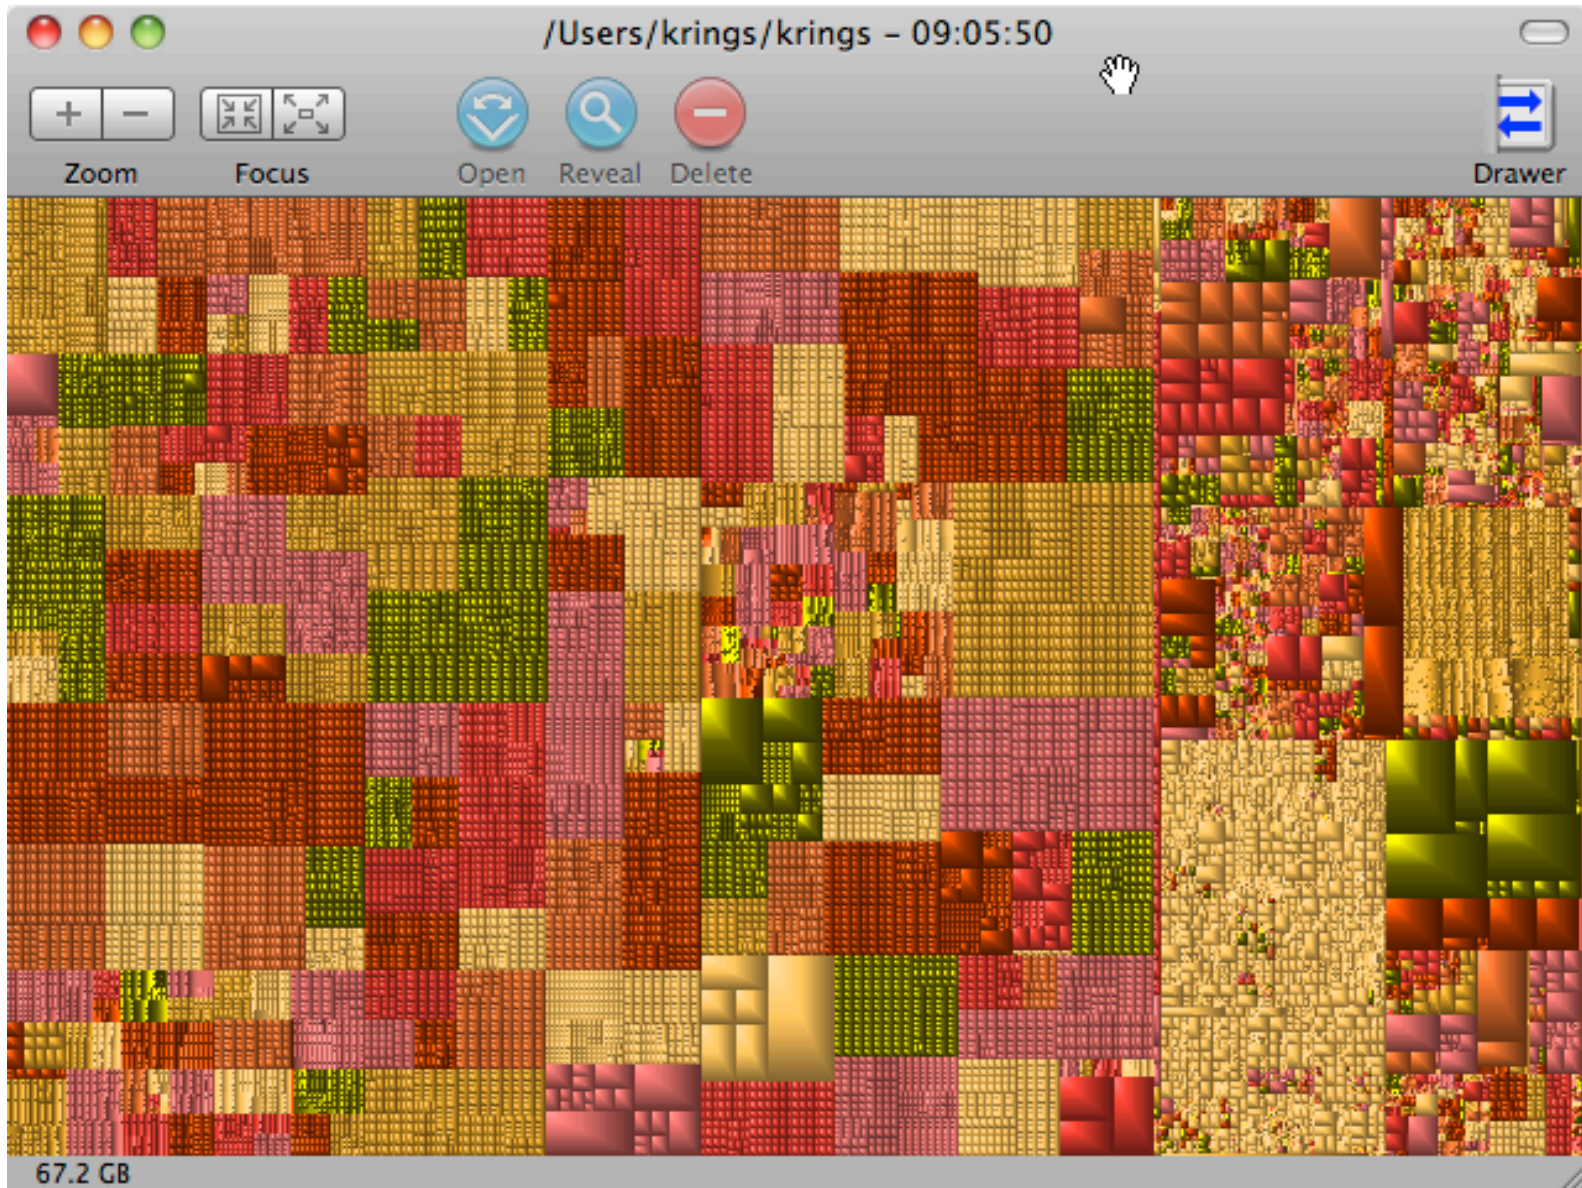 /Users/krings/krings – 09:05:50
Zoom
Focus
Open
Reveal
Delete
Drawer
67.2 GB